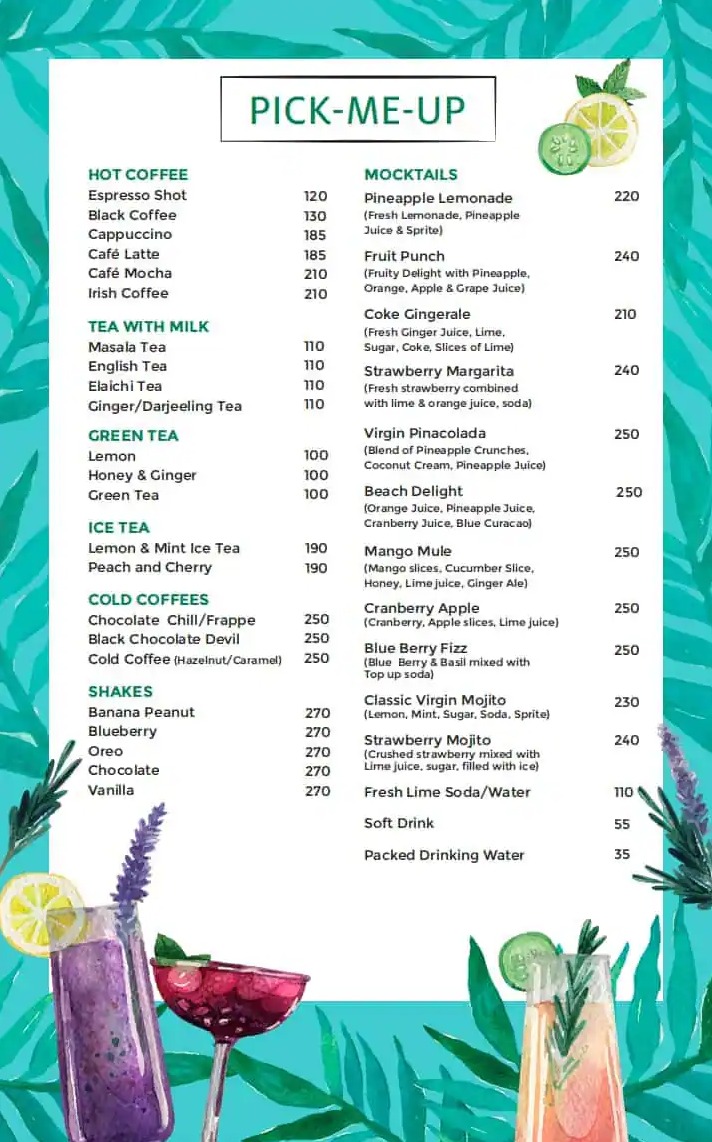 PICK-ME-UP
HOT COFFEE
Espresso Shot 120
Black Coffee 130
Cappuccino 185
Café Latte 185
Café Mocha 210
Irish Coffee 210
TEA WITH MILK
Masala Tea 110
English Tea 110
Elaichi Tea 110
Ginger/Darjeeling Tea 110
GREEN TEA
Lemon 100
Honey & Ginger 100
Green Tea 100
ICE TEA
Lemon & Mint Ice Tea 190
Peach and Cherry 190
COLD COFFEES
Chocolate Chill/Frappe 250
Black Chocolate Devil 250
Cold Coffee (Hazelnut/Caramel) 250
SHAKES
Banana Peanut 270
Blueberry 270
Oreo 270
Chocolate 270
Vanilla 270
MOCKTAILS
Pineapple Lemonade 220
(Fresh Lemonade, Pineapple
Juice & Sprite)
Fruit Punch 240
(Fruity Delight with Pineapple,
Orange, Apple & Grape Juice)
Coke Gingerale 210
(Fresh Ginger Juice, Lime,
Sugar, Coke, Slices of Lime)
Strawberry Margarita 240
(Fresh strawberry combined
with lime & orange juice, soda)
Virgin Pinacolada 250
(Blend of Pineapple Crunches,
Coconut Cream, Pineapple Juice)
Beach Delight 250
(Orange Juice, Pineapple Juice,
Cranberry Juice, Blue Curacao)
Mango Mule 250
(Mango slices, Cucumber Slice,
Honey, Lime juice, Ginger Ale)
Cranberry Apple 250
(Cranberry, Apple slices, Lime juice)
Blue Berry Fizz 250
(Blue Berry & Basil mixed with
Top up soda)
Classic Virgin Mojito 230
(Lemon, Mint, Sugar, Soda, Sprite)
Strawberry Mojito 240
(Crushed strawberry mixed with
Lime juice, sugar, filled with ice)
Fresh Lime Soda/Water 110
Soft Drink 55
Packed Drinking Water 35